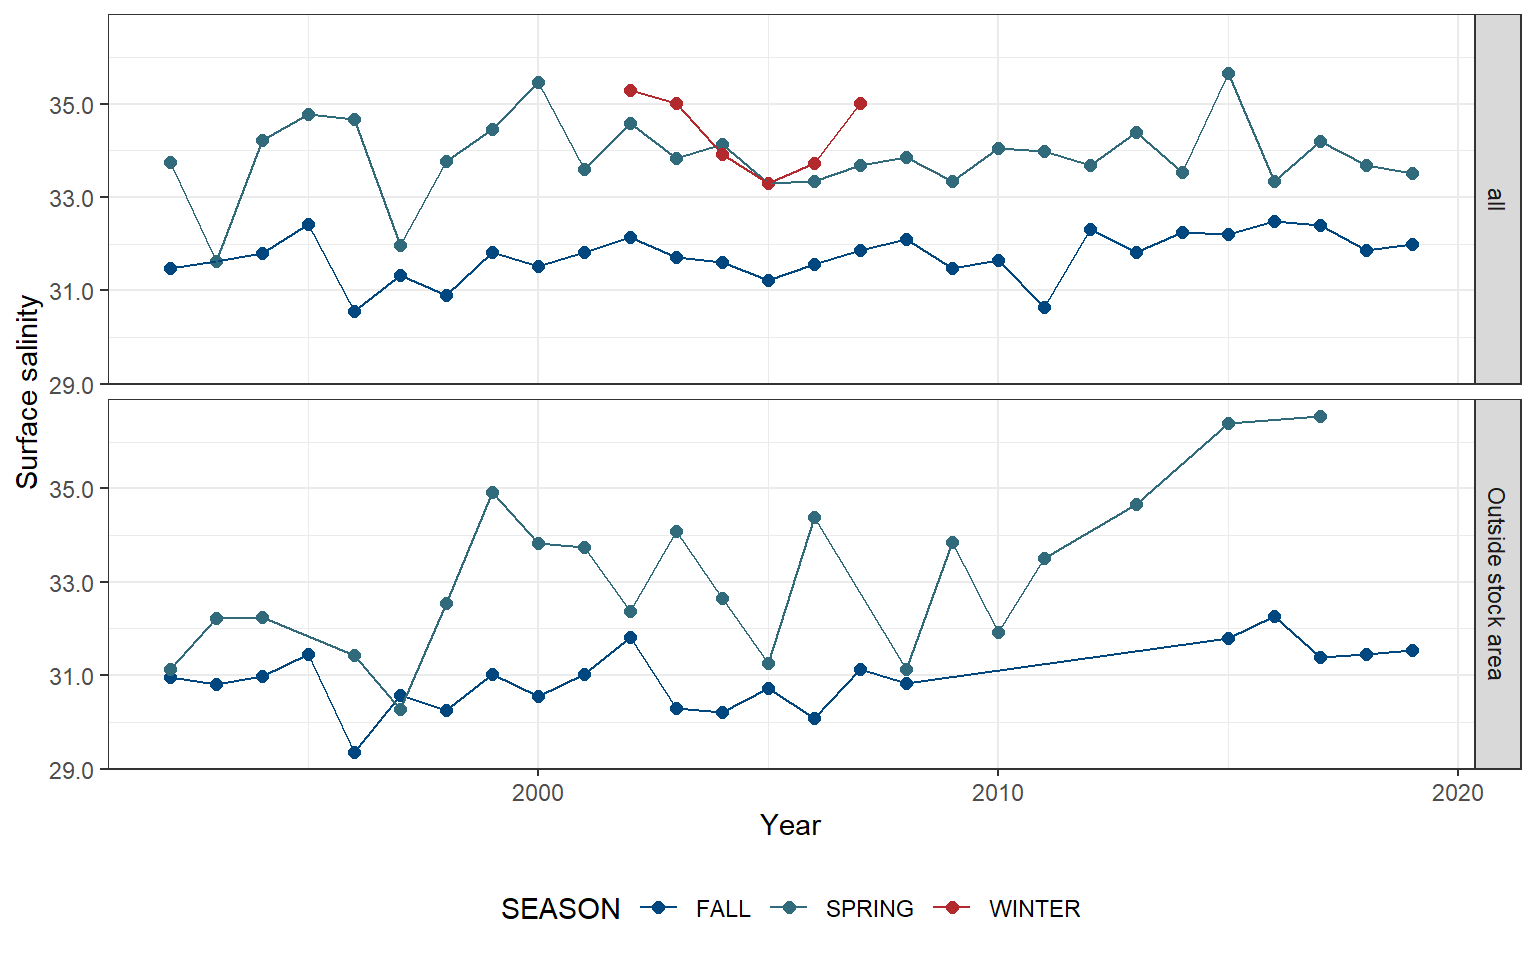 Surface salinity
35.0
33.0
31.0
29.0
all
35.0
33.0
31.0
29.0
Outside stock area
2000 2010 2020
Year
SEASON FALL SPRING WINTER